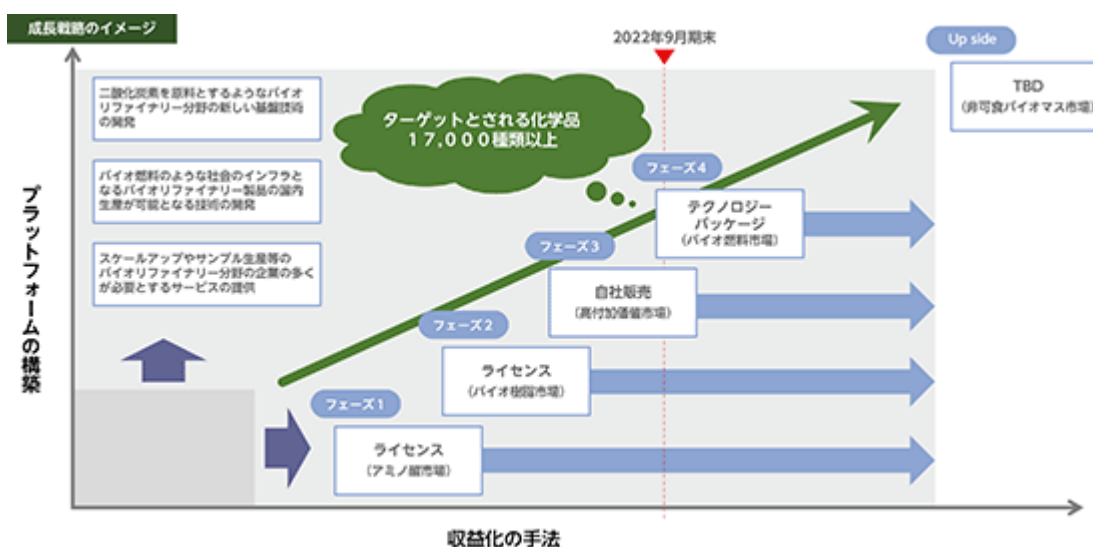 成長戦略のイメージ
2022年9月期末
Up side
二酸化炭素を原料とするようなバイオ
リファイナリー分野の新しい基盤技術
の開発
ターゲットとされる化学品
17,000種類以上
TBD
(非可食バイオマス市場)
バイオ燃料のような社会のインフラと
なるバイオリファイナリー製品の国内
生産が可能となる技術の開発
フェーズ4
テクノロジー
パッケージ
(バイオ燃料市場)
スケールアップやサンプル生産等の
バイオリファイナリー分野の企業の多く
が必要とするサービスの提供
フェーズ3
自社販売
(高付加価値市場)
フェーズ2
ライセンス
(バイオ樹脂市場)
フェーズ1
ライセンス
(アミノ酸市場)
プラットフォームの構築
収益化の手法